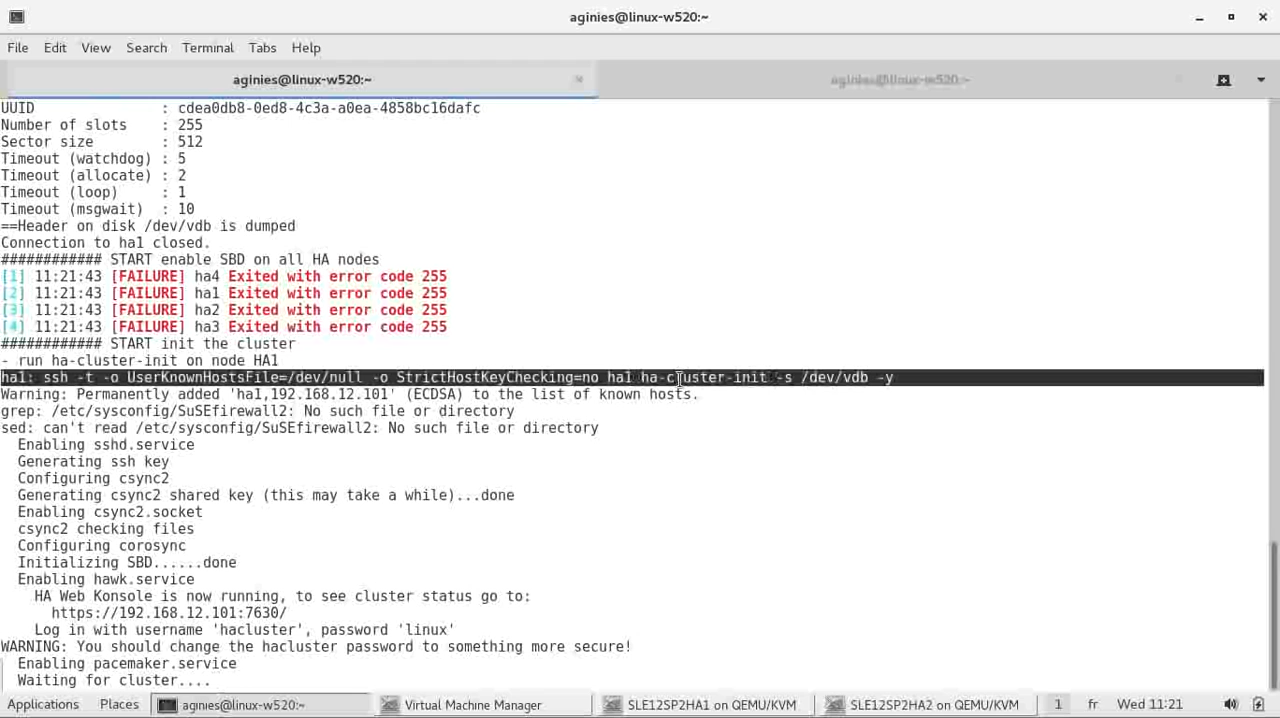 aginies@linux-w520:~
File Edit View Search Terminal Tabs Help
aginies@linux-w520:~ aginies@linux-w520:~
UUID : cdea0db8-0ed8-4c3a-a0ea-4858bc16dafc
Number of slots : 255
Sector size : 512
Timeout (watchdog) : 5
Timeout (allocate) : 2
Timeout (loop) : 1
Timeout (msgwait) : 10
==Header on disk /dev/vdb is dumped
Connection to ha1 closed.
############ START enable SBD on all HA nodes
[1] 11:21:43 [FAILURE] ha4 Exited with error code 255
[2] 11:21:43 [FAILURE] ha1 Exited with error code 255
[3] 11:21:43 [FAILURE] ha2 Exited with error code 255
[4] 11:21:43 [FAILURE] ha3 Exited with error code 255
############ START init the cluster
- run ha-cluster-init on node HA1
ha1: ssh -t -o UserKnownHostsFile=/dev/null -o StrictHostKeyChecking=no ha1 ha-cluster-init -s /dev/vdb -y
Warning: Permanently added 'ha1,192.168.12.101' (ECDSA) to the list of known hosts.
grep: /etc/sysconfig/SuSEfirewall2: No such file or directory
sed: can't read /etc/sysconfig/SuSEfirewall2: No such file or directory
Enabling sshd.service
Generating ssh key
Configuring csync2
Generating csync2 shared key (this may take a while)...done
Enabling csync2.socket
csync2 checking files
Configuring corosync
Initializing SBD......done
Enabling hawk.service
HA Web Konsole is now running, to see cluster status go to:
https://192.168.12.101:7630/
Log in with username 'hacluster', password 'linux'
WARNING: You should change the hacluster password to something more secure!
Enabling pacemaker.service
Waiting for cluster....
Applications Places aginies@linux-w520:~ Virtual Machine Manager SLE12SP2HA1 on QEMU/KVM SLE12SP2HA2 on QEMU/KVM 1 fr Wed 11:21